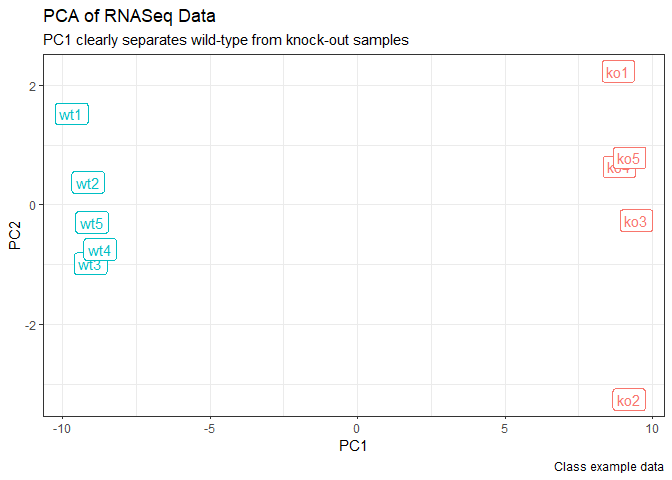 PCA of RNASeq Data
PC1 clearly separates wild-type from knock-out samples
2
0
-2
PC2
ko1
wt1
ko5
ko4
wt2
wt5
ko3
wt4
wt3
ko2
-10
-5
0
5
10
PC1
Class example data